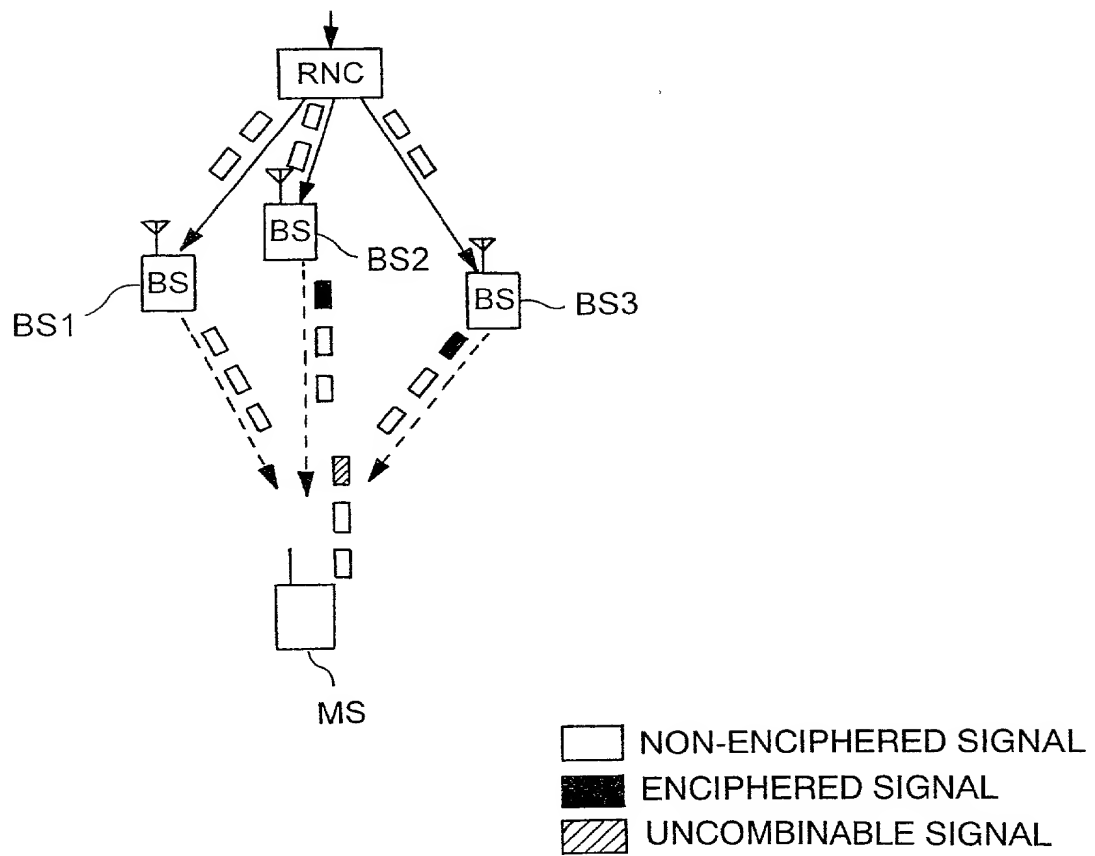 RNC
BS
BS2
BS
BS1
BS
BS3
MS
NON-ENCIPHERED SIGNAL
ENCIPHERED SIGNAL
UNCOMBINABLE SIGNAL